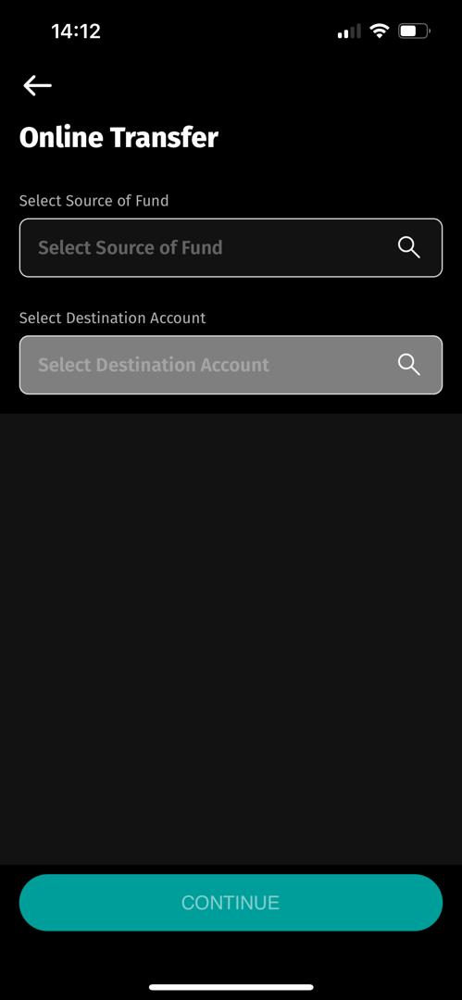 14:12
Online Transfer
Select Source of Fund
Select Source of Fund
Select Destination Account
Select Destination Account
CONTINUE